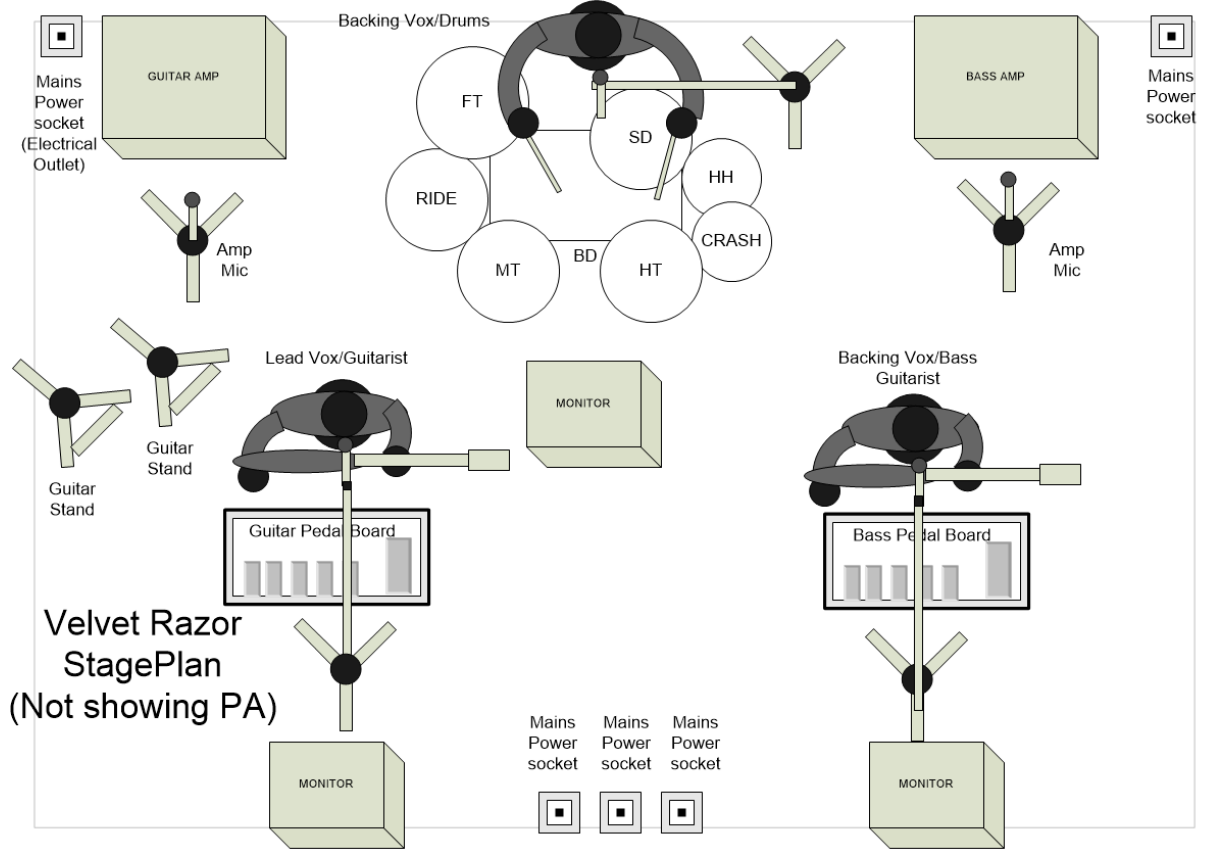 Backing Vox/Drums
Mains
Power
socket
(Electrical
Outlet)
GUITAR AMP
BASS AMP
Mains
Power
socket
FT
SD
HH
RIDE
CRASH
BD
MT
HT
Amp
Mic
Amp
Mic
Lead Vox/Guitarist
Backing Vox/Bass
Guitarist
MONITOR
Guitar
Stand
Guitar
Stand
Guitar Pedal Board
Bass Pedal Board
Velvet Razor
StagePlan
(Not showing PA)
Mains
Power
socket
Mains
Power
socket
Mains
Power
socket
MONITOR
MONITOR